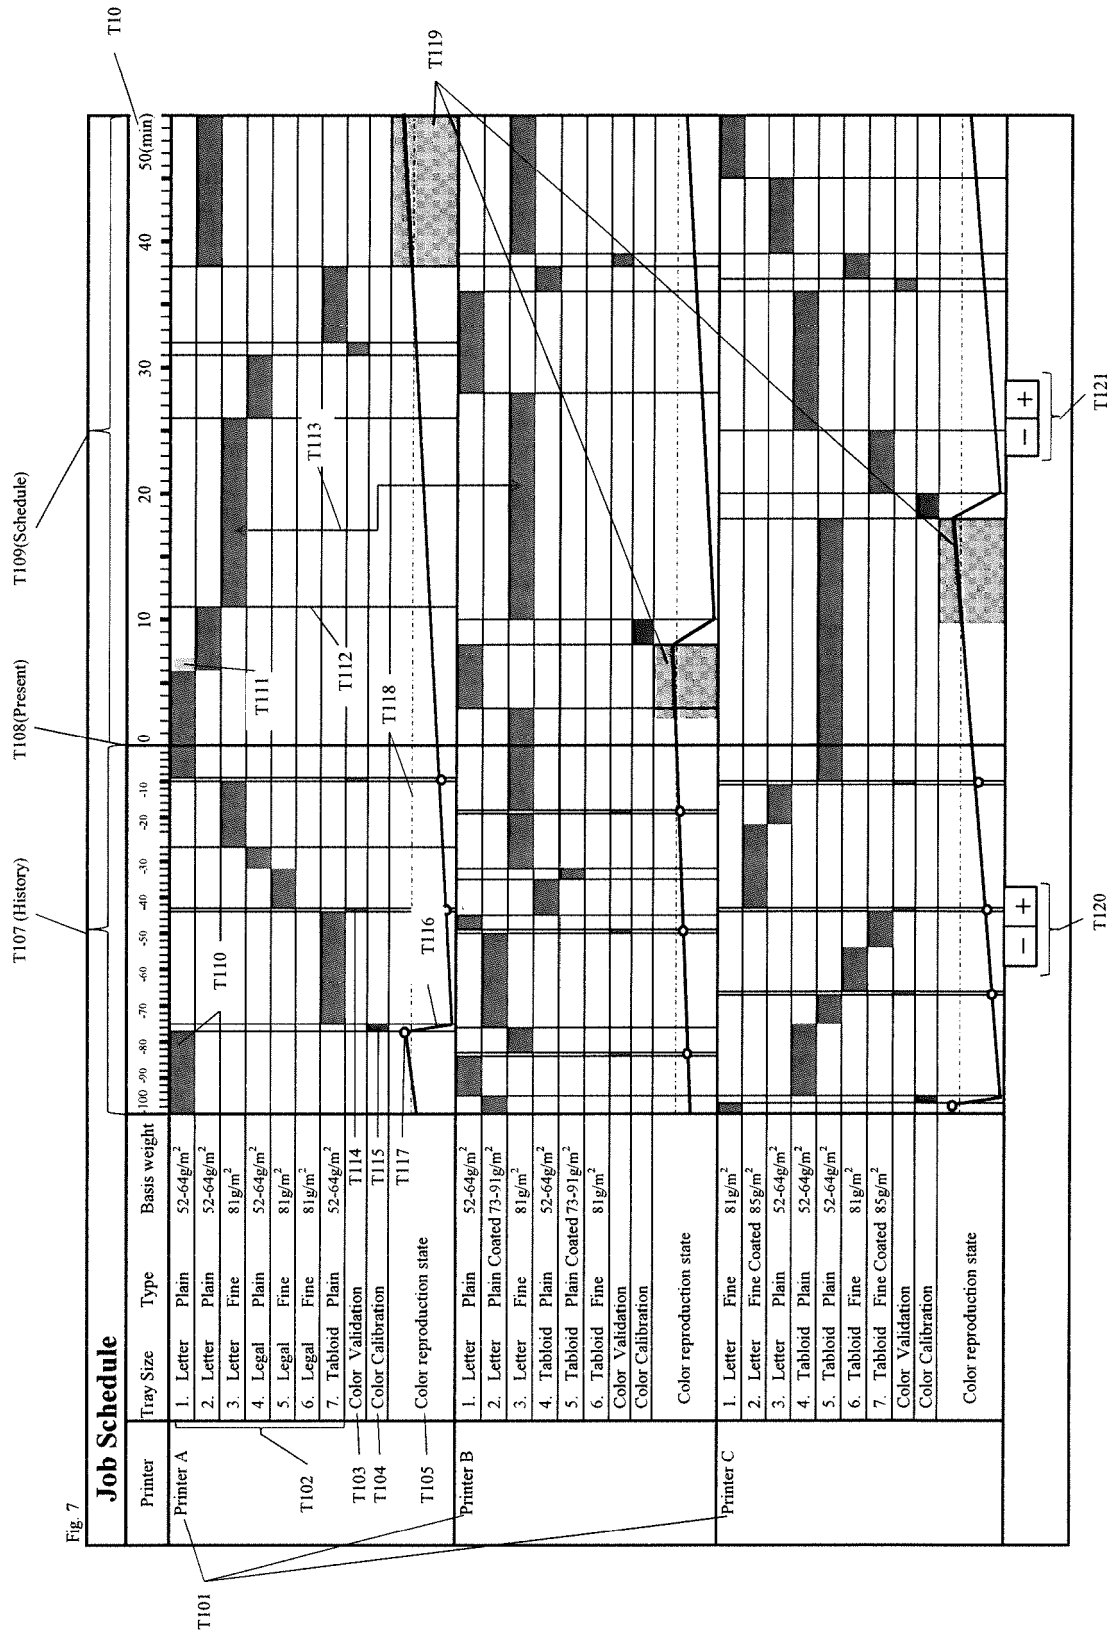 Fig. 7
T10
T107 (History)
T108(Present)
T109(Schedule)
Job Schedule
Printer Tray Size Type Basis weight
-100 -90 -80 -70 -60 -50 -40 -30 -20 -10 0 10 20 30 40 50(min)
T101
Printer A
1. Letter Plain 52-64g/m²
2. Letter Plain 52-64g/m²
3. Letter Fine 81g/m²
4. Legal Plain 52-64g/m²
5. Legal Fine 81g/m²
6. Legal Fine 81g/m²
7. Tabloid Plain 52-64g/m²
T102
T103 Color Validation T114
T104 Color Calibration T115
T105 Color reproduction state T117
T110
T111
T112
T113
T116
T118
T119
Printer B
1. Letter Plain 52-64g/m²
2. Letter Plain Coated 73-91g/m²
3. Letter Fine 81g/m²
4. Tabloid Plain 52-64g/m²
5. Tabloid Plain Coated 73-91g/m²
6. Tabloid Fine 81g/m²
Color Validation
Color Calibration
Color reproduction state
Printer C
1. Letter Fine 81g/m²
2. Letter Fine Coated 85g/m²
3. Letter Plain 52-64g/m²
4. Tabloid Plain 52-64g/m²
5. Tabloid Plain 52-64g/m²
6. Tabloid Fine 81g/m²
7. Tabloid Fine Coated 85g/m²
Color Validation
Color Calibration
Color reproduction state
− +
− +
T120
T121